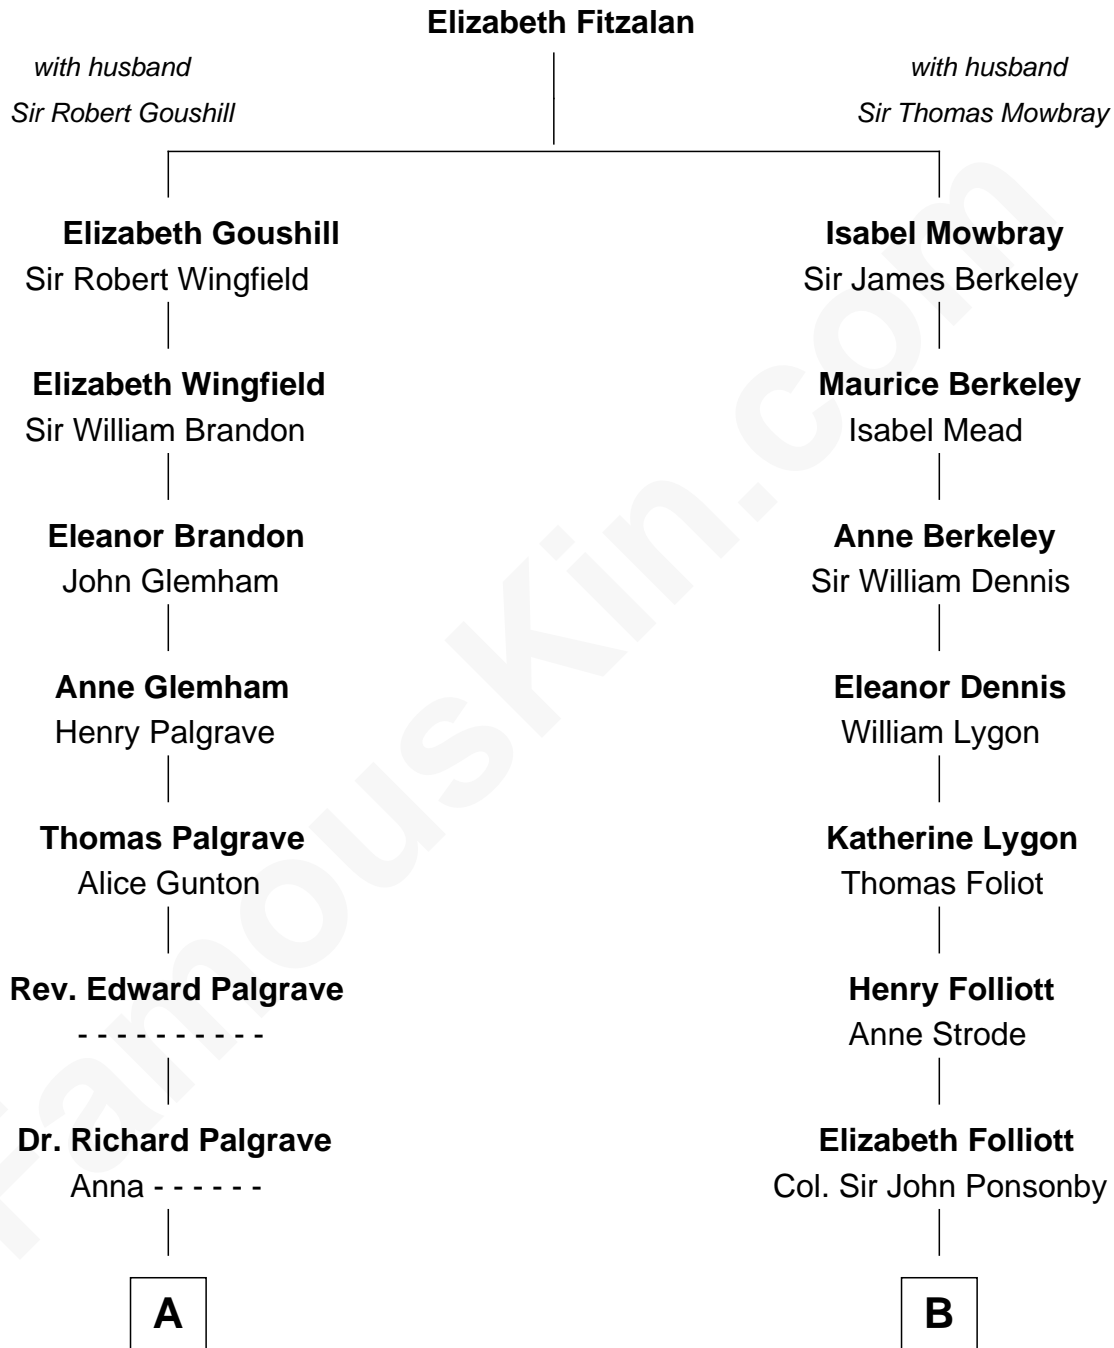 Elizabeth Fitzalan
with husband
Sir Robert Goushill
with husband
Sir Thomas Mowbray
Elizabeth Goushill
Sir Robert Wingfield
Elizabeth Wingfield
Sir William Brandon
Eleanor Brandon
John Glemham
Anne Glemham
Henry Palgrave
Thomas Palgrave
Alice Gunton
Rev. Edward Palgrave
- - - - - - - - - -
Dr. Richard Palgrave
Anna - - - - - -
A
Isabel Mowbray
Sir James Berkeley
Maurice Berkeley
Isabel Mead
Anne Berkeley
Sir William Dennis
Eleanor Dennis
William Lygon
Katherine Lygon
Thomas Foliot
Henry Folliott
Anne Strode
Elizabeth Folliott
Col. Sir John Ponsonby
B
FamousKin.com